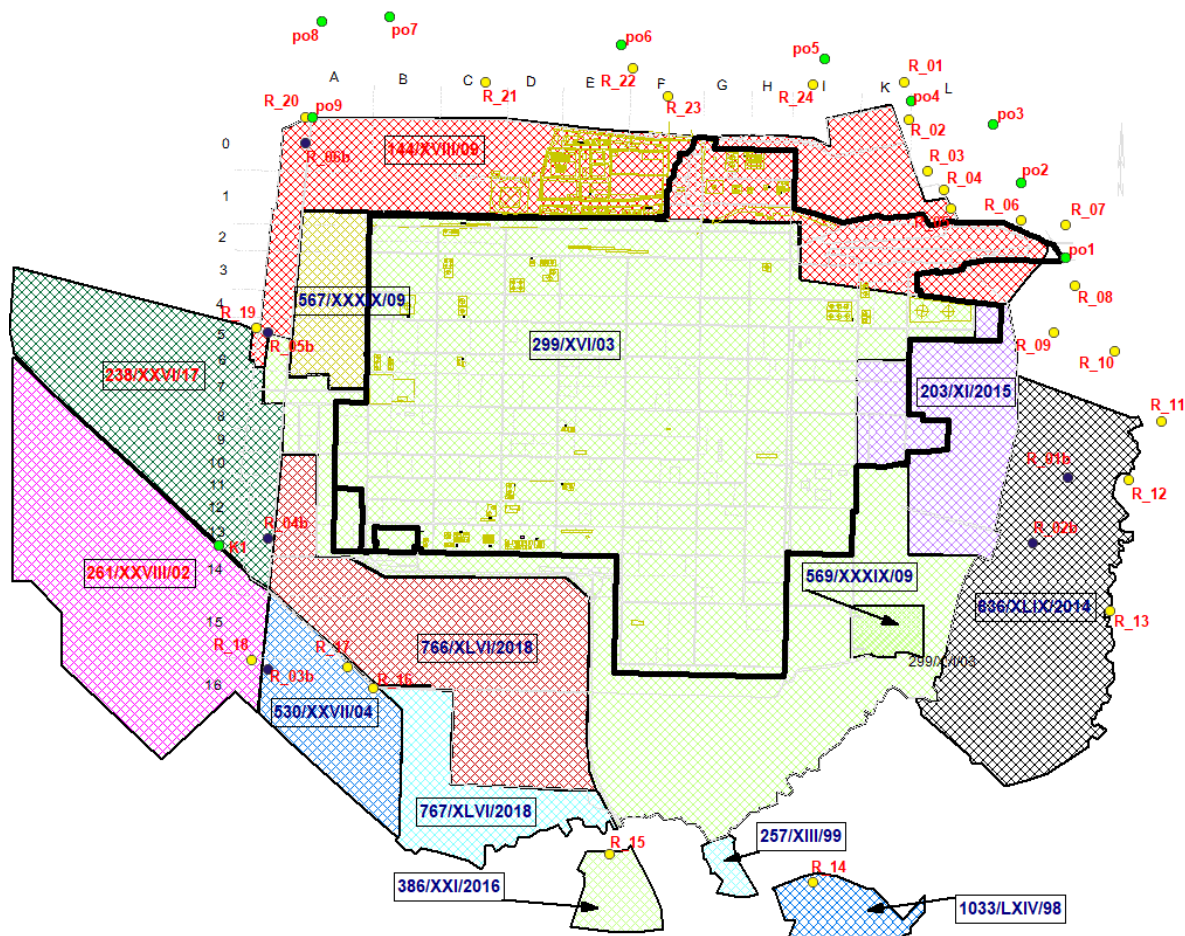 po8
po7
po6
po5
A
B
C
R_21
D
E
R_22
F
R_23
G
H
R_24
I
K
R_01
L
po4
po3
R_20
po9
R_02
0
R_06b
144/XVIII/09
R_03
R_04
po2
1
R_05
R_06
R_07
2
po1
3
567/XXXIX/09
R_08
4
R_19
5
R_05b
299/XVI/03
R_09
R_10
6
238/XXVI/17
7
203/XI/2015
8
R_11
9
10
R_01b
11
R_12
12
R_04b
13
K1
R_02b
14
261/XXVIII/02
569/XXXIX/09
836/XLIX/2014
R_13
15
R_18
R_17
766/XLVI/2018
299/XVI/03
R_03b
16
R_16
530/XXVII/04
767/XLVI/2018
257/XIII/99
R_15
R_14
386/XXI/2016
1033/LXIV/98